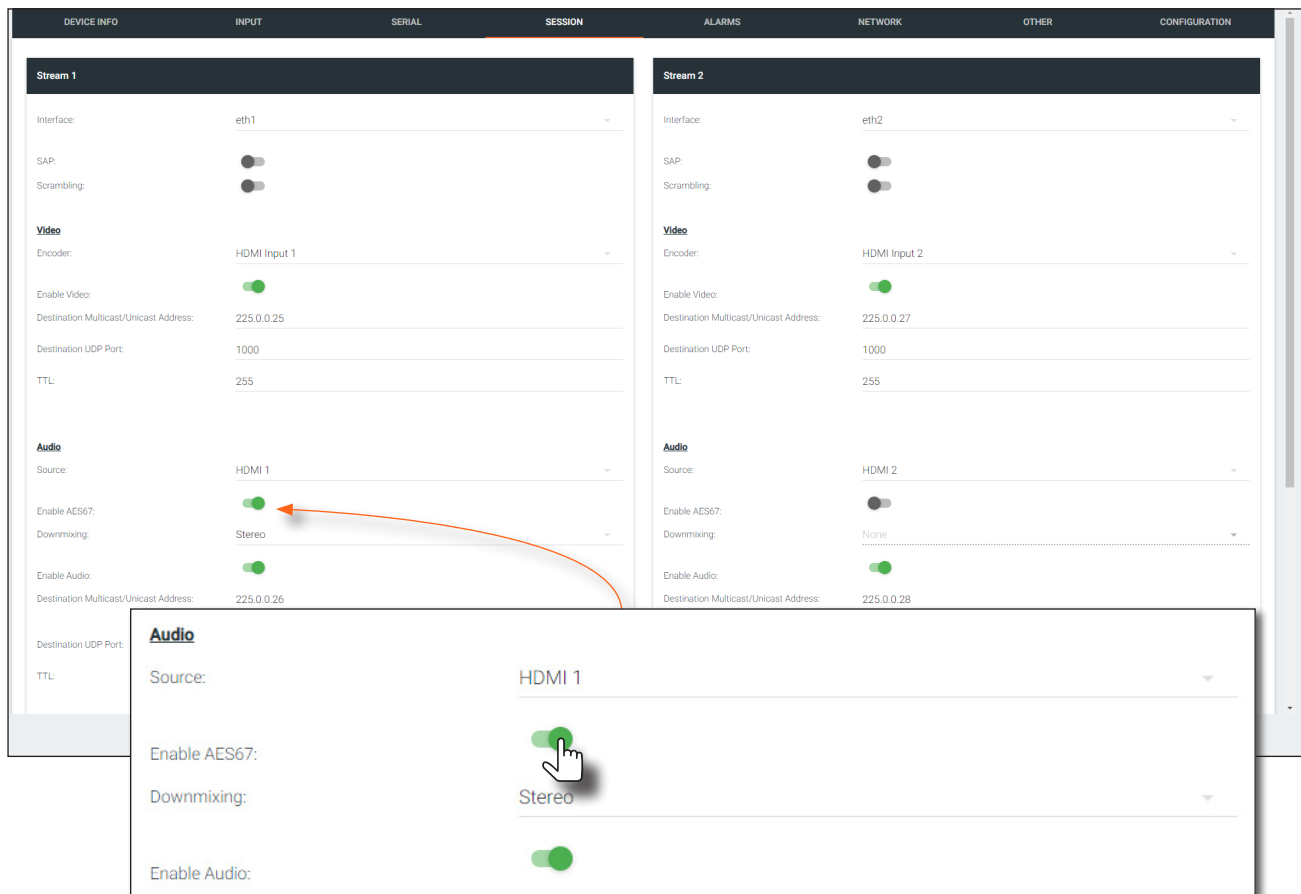 DEVICE INFO INPUT SERIAL SESSION ALARMS NETWORK OTHER CONFIGURATION
Stream 1
Interface: eth1
SAP:
Scrambling:
Video
Encoder: HDMI Input 1
Enable Video:
Destination Multicast/Unicast Address: 225.0.0.25
Destination UDP Port: 1000
TTL: 255
Audio
Source: HDMI 1
Enable AES67:
Downmixing: Stereo
Enable Audio:
Destination Multicast/Unicast Address: 225.0.0.26
Destination UDP Port:
TTL:
Stream 2
Interface: eth2
SAP:
Scrambling:
Video
Encoder: HDMI Input 2
Enable Video:
Destination Multicast/Unicast Address: 225.0.0.27
Destination UDP Port: 1000
TTL: 255
Audio
Source: HDMI 2
Enable AES67:
Downmixing: None
Enable Audio:
Destination Multicast/Unicast Address: 225.0.0.28
Audio
Source: HDMI 1
Enable AES67:
Downmixing: Stereo
Enable Audio: